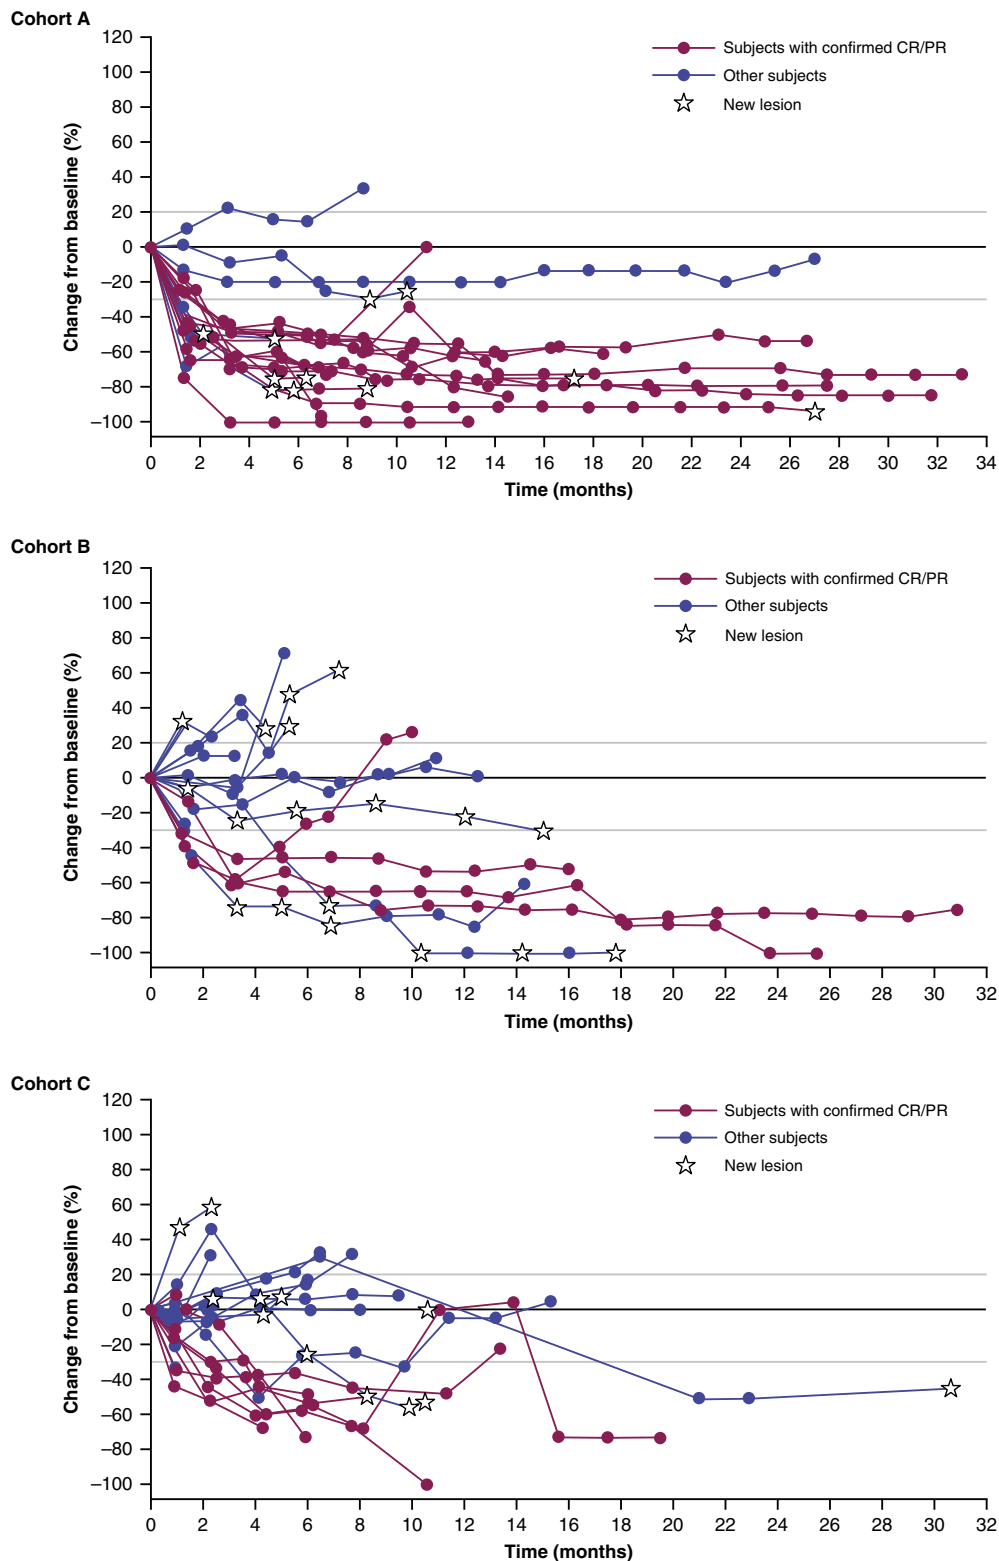 Cohort A
120
100
80
60
40
20
0
–20
–40
–60
–80
–100
Change from baseline (%)
Subjects with confirmed CR/PR
Other subjects
New lesion
0 2 4 6 8 10 12 14 16 18 20 22 24 26 28 30 32 34
Time (months)
Cohort B
120
100
80
60
40
20
0
–20
–40
–60
–80
–100
Change from baseline (%)
Subjects with confirmed CR/PR
Other subjects
New lesion
0 2 4 6 8 10 12 14 16 18 20 22 24 26 28 30 32
Time (months)
Cohort C
120
100
80
60
40
20
0
–20
–40
–60
–80
–100
Change from baseline (%)
Subjects with confirmed CR/PR
Other subjects
New lesion
0 2 4 6 8 10 12 14 16 18 20 22 24 26 28 30 32
Time (months)